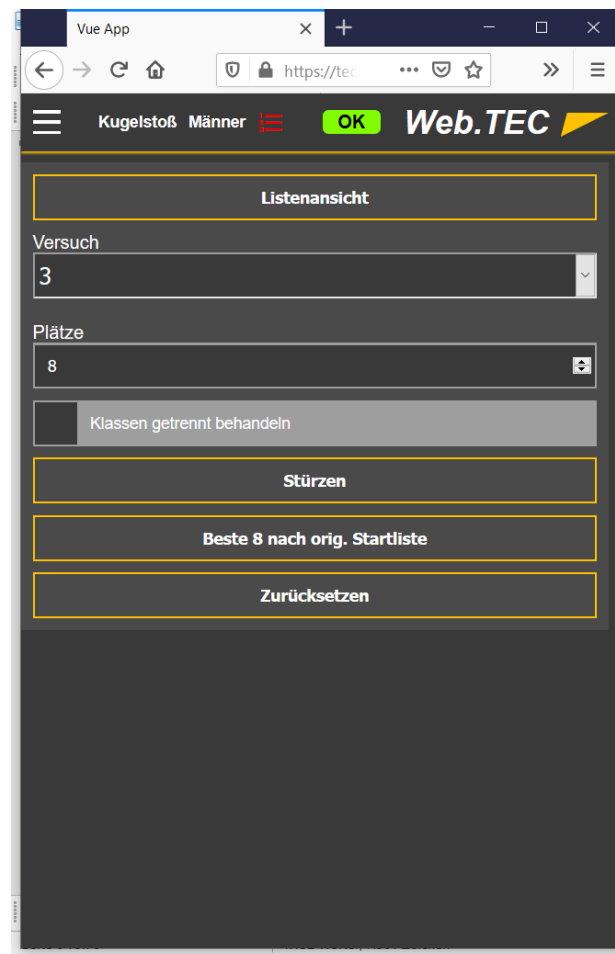 Vue App
https://tec
Kugelstoß Männer
OK
Web.TEC
Listenansicht
Versuch
3
Plätze
8
Klassen getrennt behandeln
Stürzen
Beste 8 nach orig. Startliste
Zurücksetzen